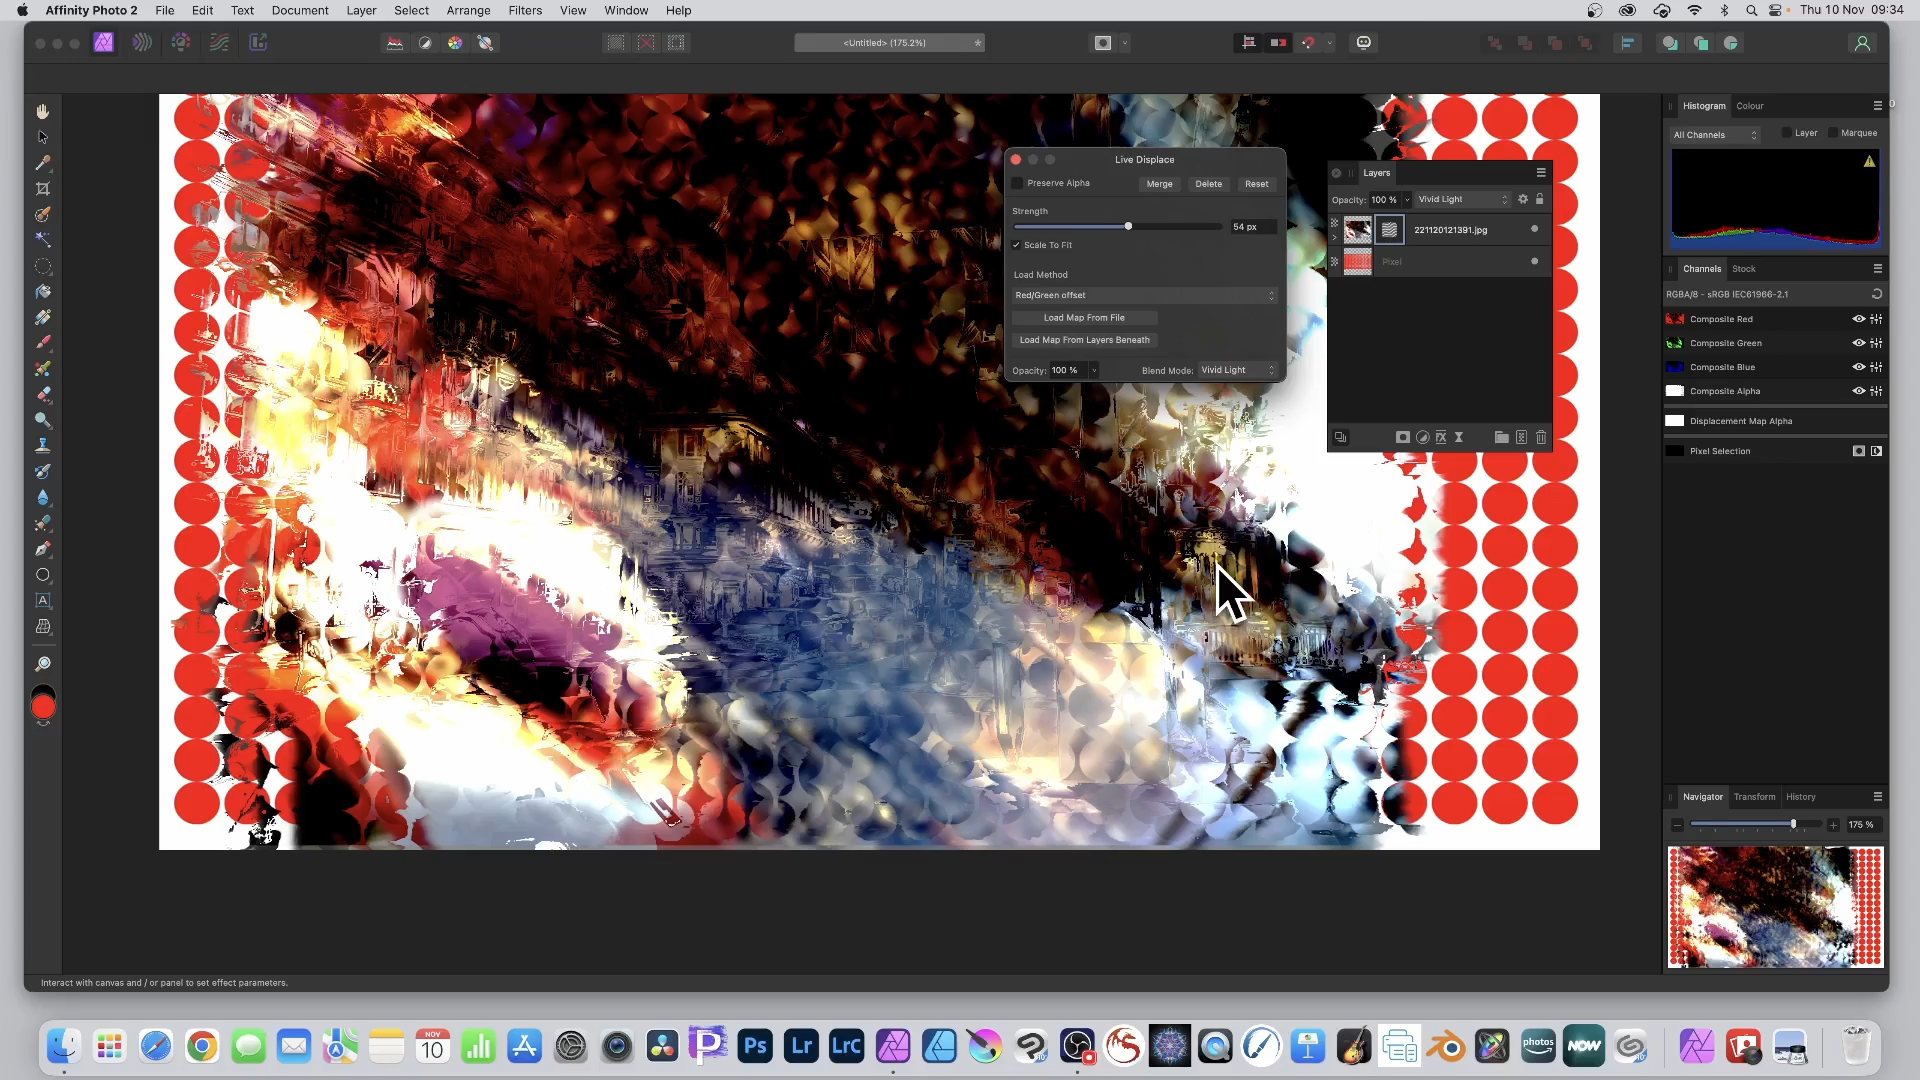 Affinity Photo 2 File Edit Text Document Layer Select Arrange Filters View Window Help Thu 10 Nov 09:34
<Untitled> (175.2%) *
Histogram Colour
All Channels Layer Marquee
Live Displace
Preserve Alpha Merge Delete Reset
Strength
54 px
Scale To Fit
Load Method
Red/Green offset
Load Map From File
Load Map From Layers Beneath
Opacity: 100 % Blend Mode: Vivid Light
Layers
Opacity: 100 % Vivid Light
221120121391.jpg
Pixel
Channels Stock
RGBA/8 - sRGB IEC61966-2.1
Composite Red
Composite Green
Composite Blue
Composite Alpha
Displacement Map Alpha
Pixel Selection
Navigator Transform History
175 %
Interact with canvas and / or panel to set effect parameters.
NOV
10
Ps
Lr
LrC
photos
NOW